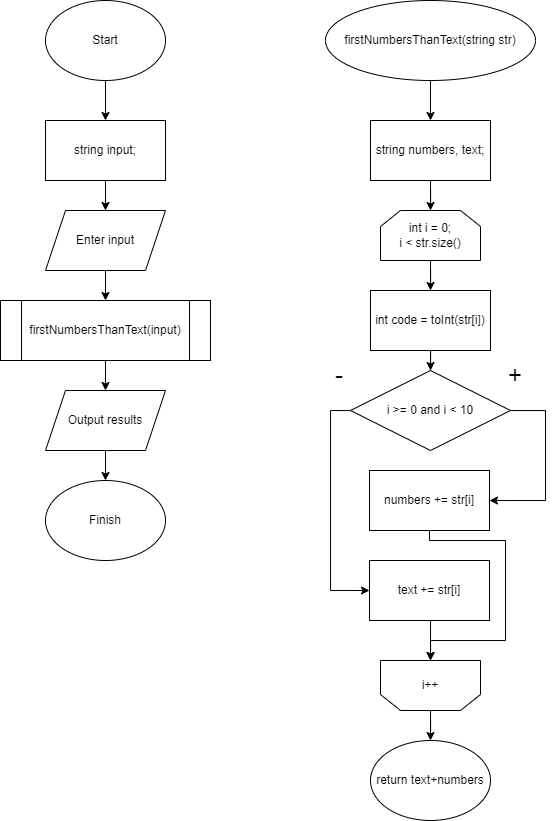 Start
string input;
Enter input
firstNumbersThanText(input)
Output results
Finish
firstNumbersThanText(string str)
string numbers, text;
int i = 0;
i < str.size()
int code = toInt(str[i])
-
+
i >= 0 and i < 10
numbers += str[i]
text += str[i]
i++
return text+numbers